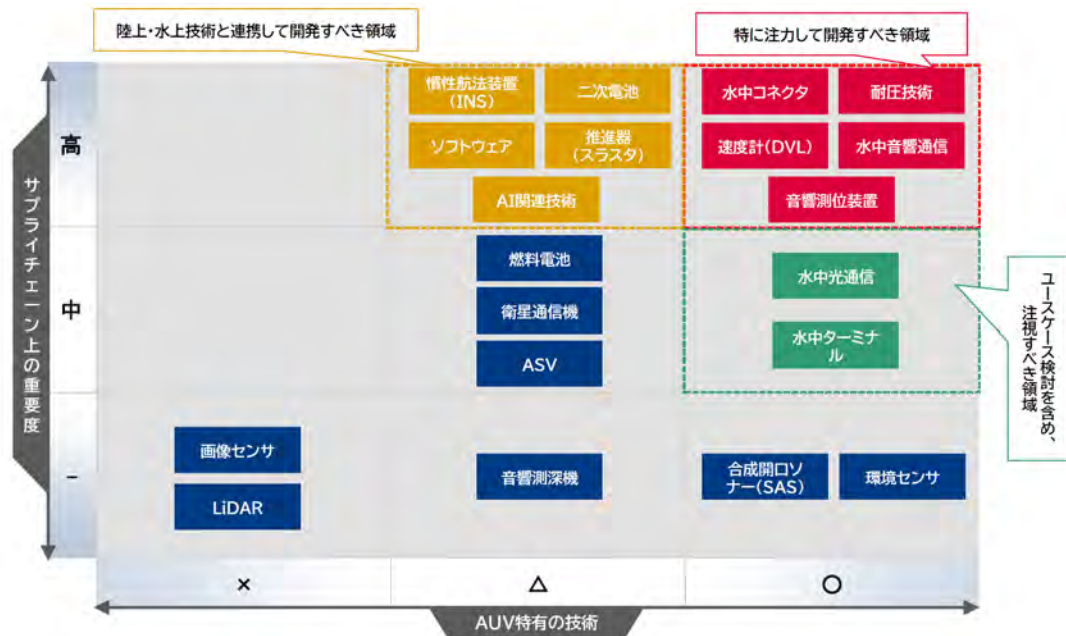 陸上・水上技術と連携して開発すべき領域
特に注力して開発すべき領域
サプライチェーン上の重要度
高
慣性航法装置
(INS)
二次電池
ソフトウェア
推進器
(スラスタ)
AI関連技術
水中コネクタ
耐圧技術
速度計(DVL)
水中音響通信
音響測位装置
中
燃料電池
衛星通信機
ASV
水中光通信
水中ターミナ
ル
ユースケース検討を含め、
注視すべき領域
-
画像センサ
LiDAR
音響測深機
合成開口ソ
ナー(SAS)
環境センサ
×
△
○
AUV特有の技術